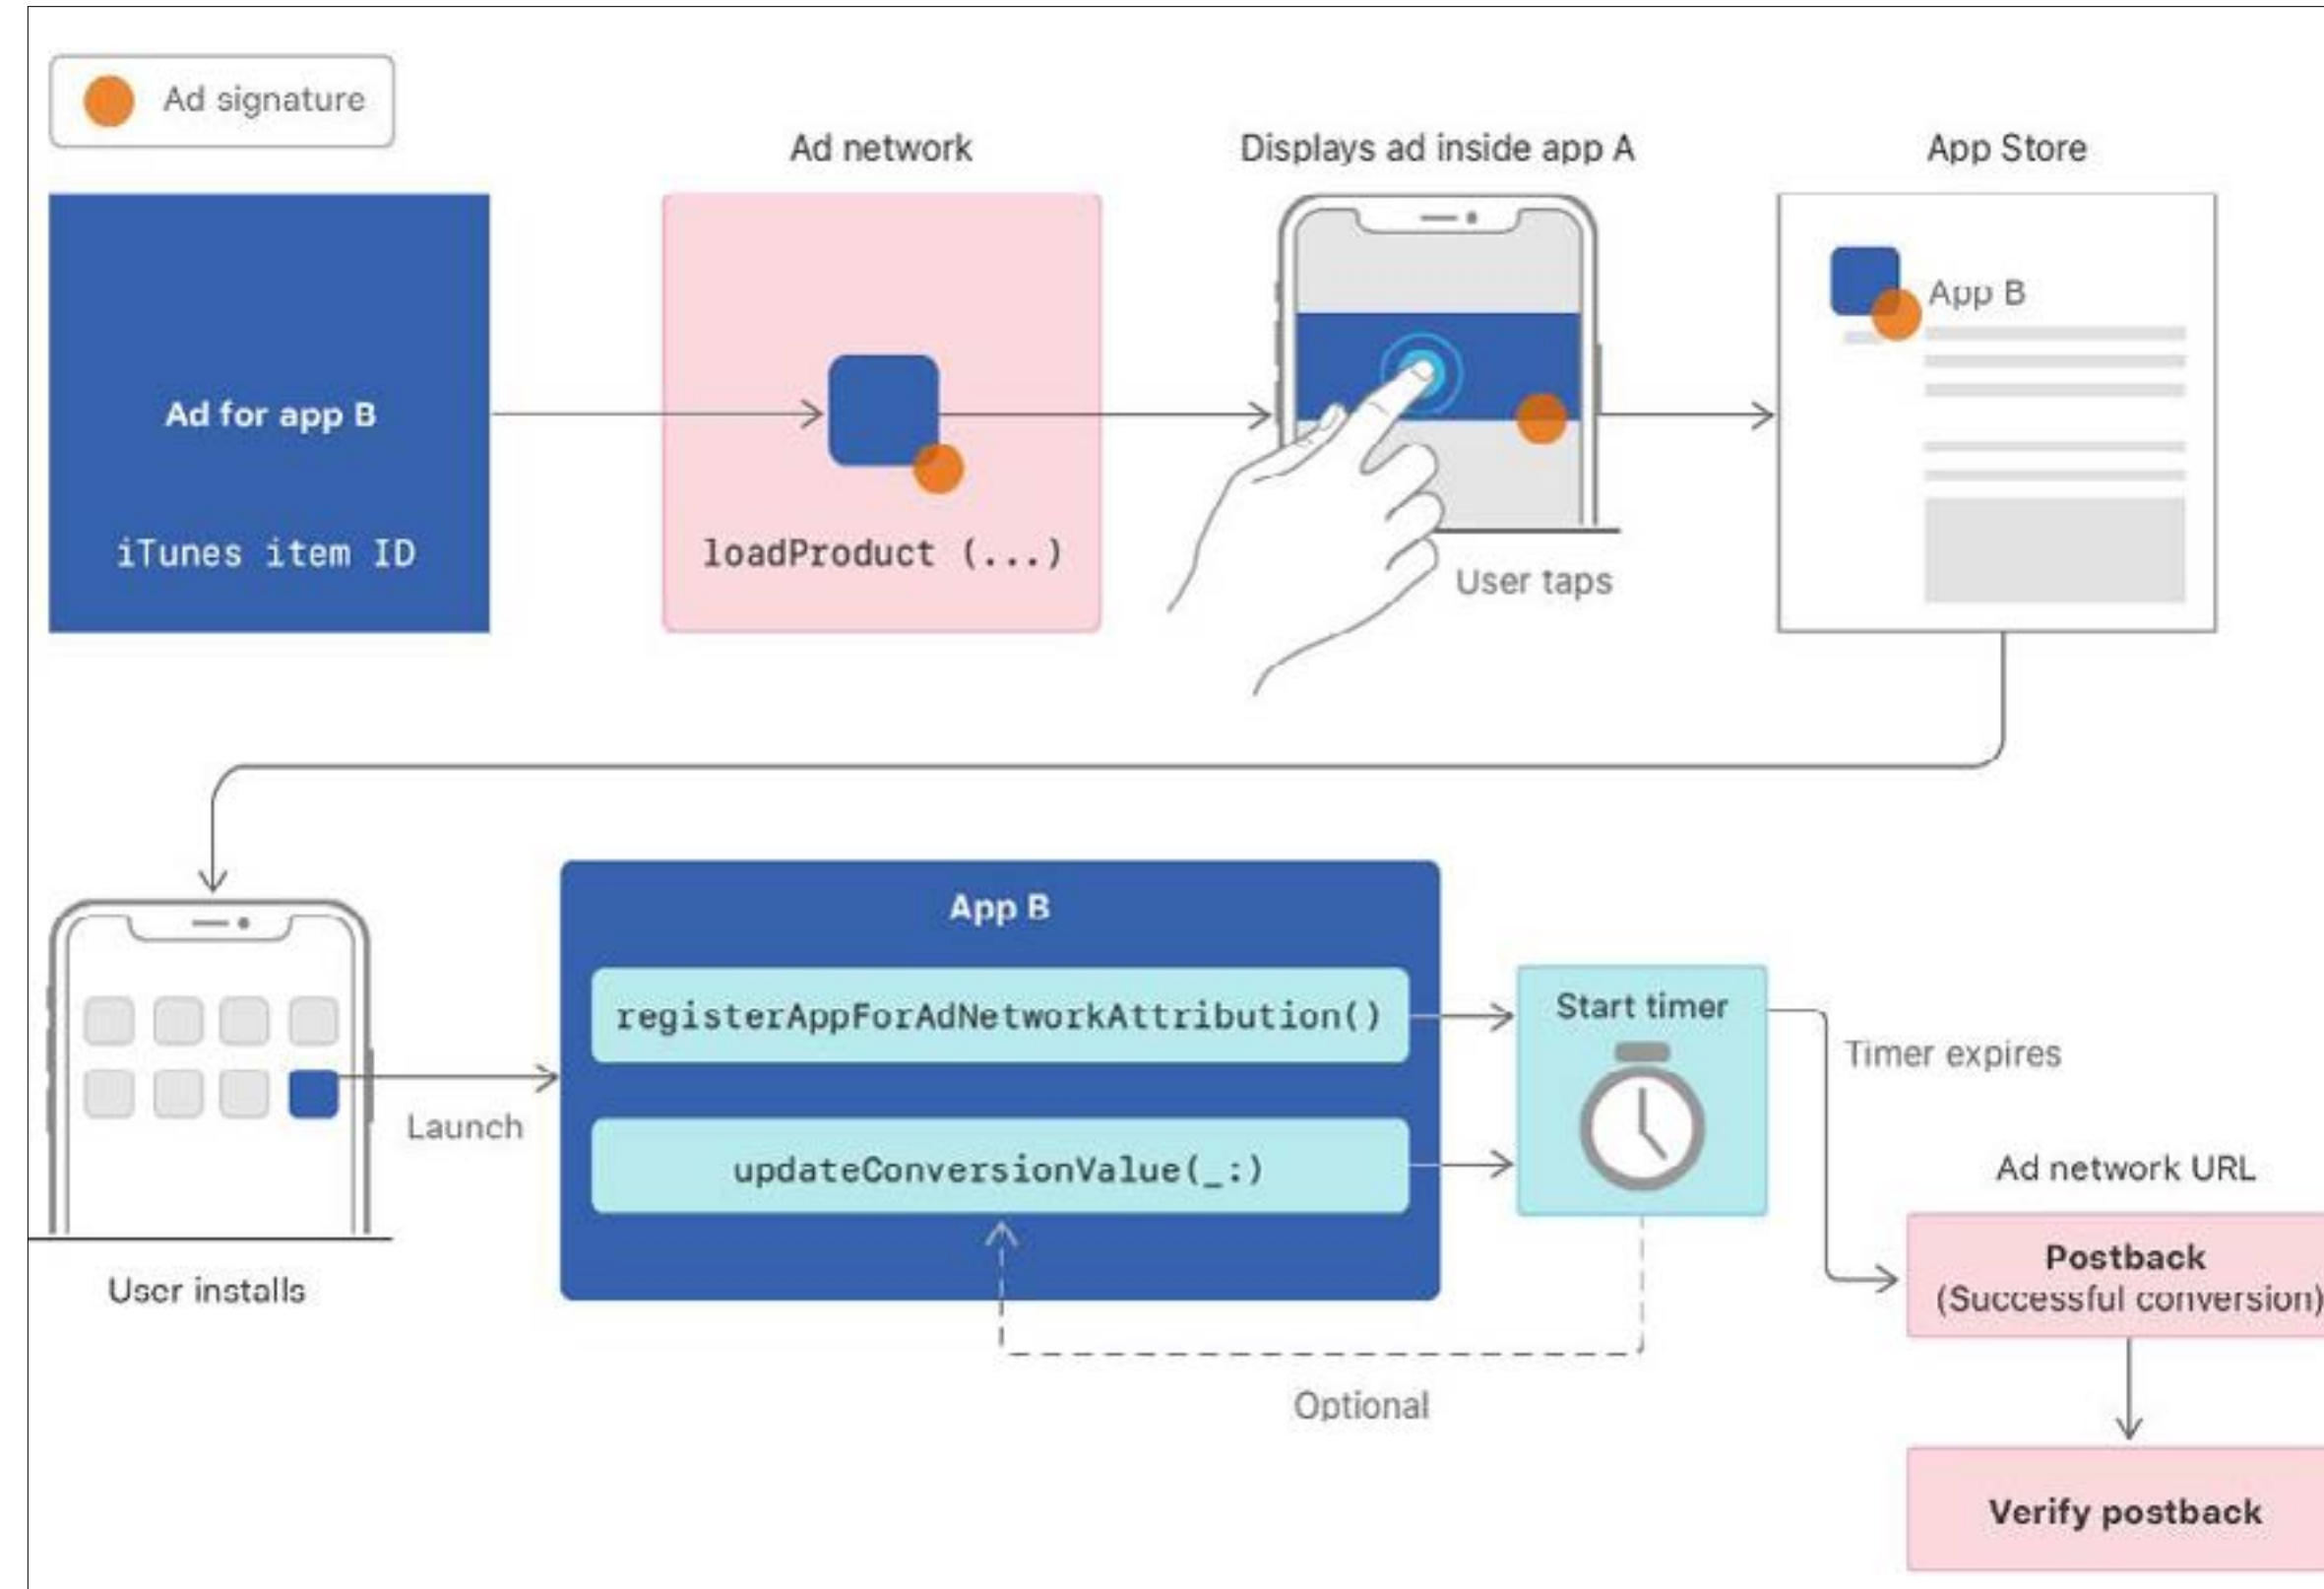 Ad signature
Ad network
Displays ad inside app A
App Store
Ad for app B
iTunes item ID
loadProduct (...)
User taps
App B
App B
registerAppForAdNetworkAttribution()
updateConversionValue(_:)
Launch
User installs
Start timer
Timer expires
Optional
Ad network URL
Postback
(Successful conversion)
Verify postback